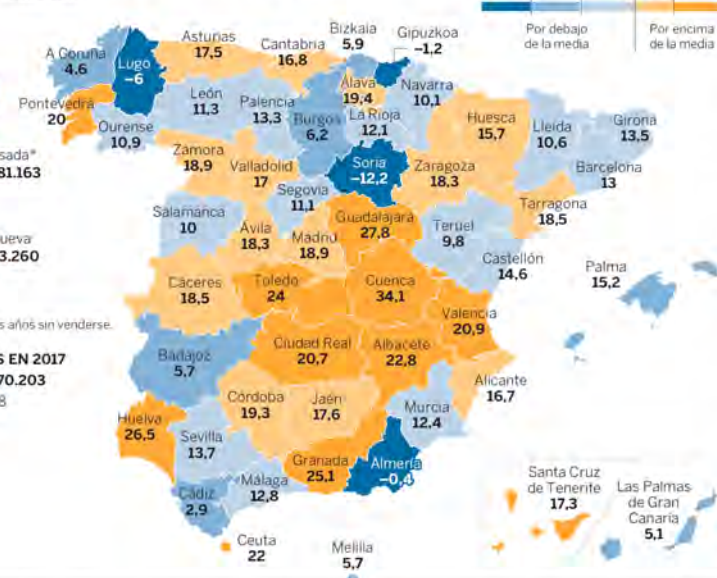 Por debajo
de la media
Por encima
de la media
Asturias
17,5
Cantabria
16,8
Bizkaia
5,9
Gipuzkoa
–1,2
A Coruña
4,6
Lugo
–6
León
11,3
Palencia
13,3
Burgos
6,2
Álava
19,4
La Rioja
12,1
Navarra
10,1
Huesca
15,7
Lleida
10,6
Girona
13,5
Barcelona
13
Pontevedra
20
Ourense
10,9
sada*
81.163
Zamora
18,9
Valladolid
17
Segovia
11,1
Soria
–12,2
Zaragoza
18,3
Tarragona
18,5
Salamanca
10
Ávila
18,3
Madrid
18,9
Guadalajara
27,8
Teruel
9,8
Castellón
14,6
Palma
15,2
ueva
3.260
Cáceres
18,5
Toledo
24
Cuenca
34,1
Valencia
20,9
s años sin venderse.
S EN 2017
70.203
8
Badajoz
5,7
Ciudad Real
20,7
Albacete
22,8
Alicante
16,7
Huelva
26,5
Sevilla
13,7
Córdoba
19,3
Jaén
17,6
Murcia
12,4
Granada
25,1
Almería
–0,4
Cádiz
2,9
Málaga
12,8
Ceuta
22
Melilla
5,7
Santa Cruz
de Tenerife
17,3
Las Palmas
de Gran
Canaria
5,1